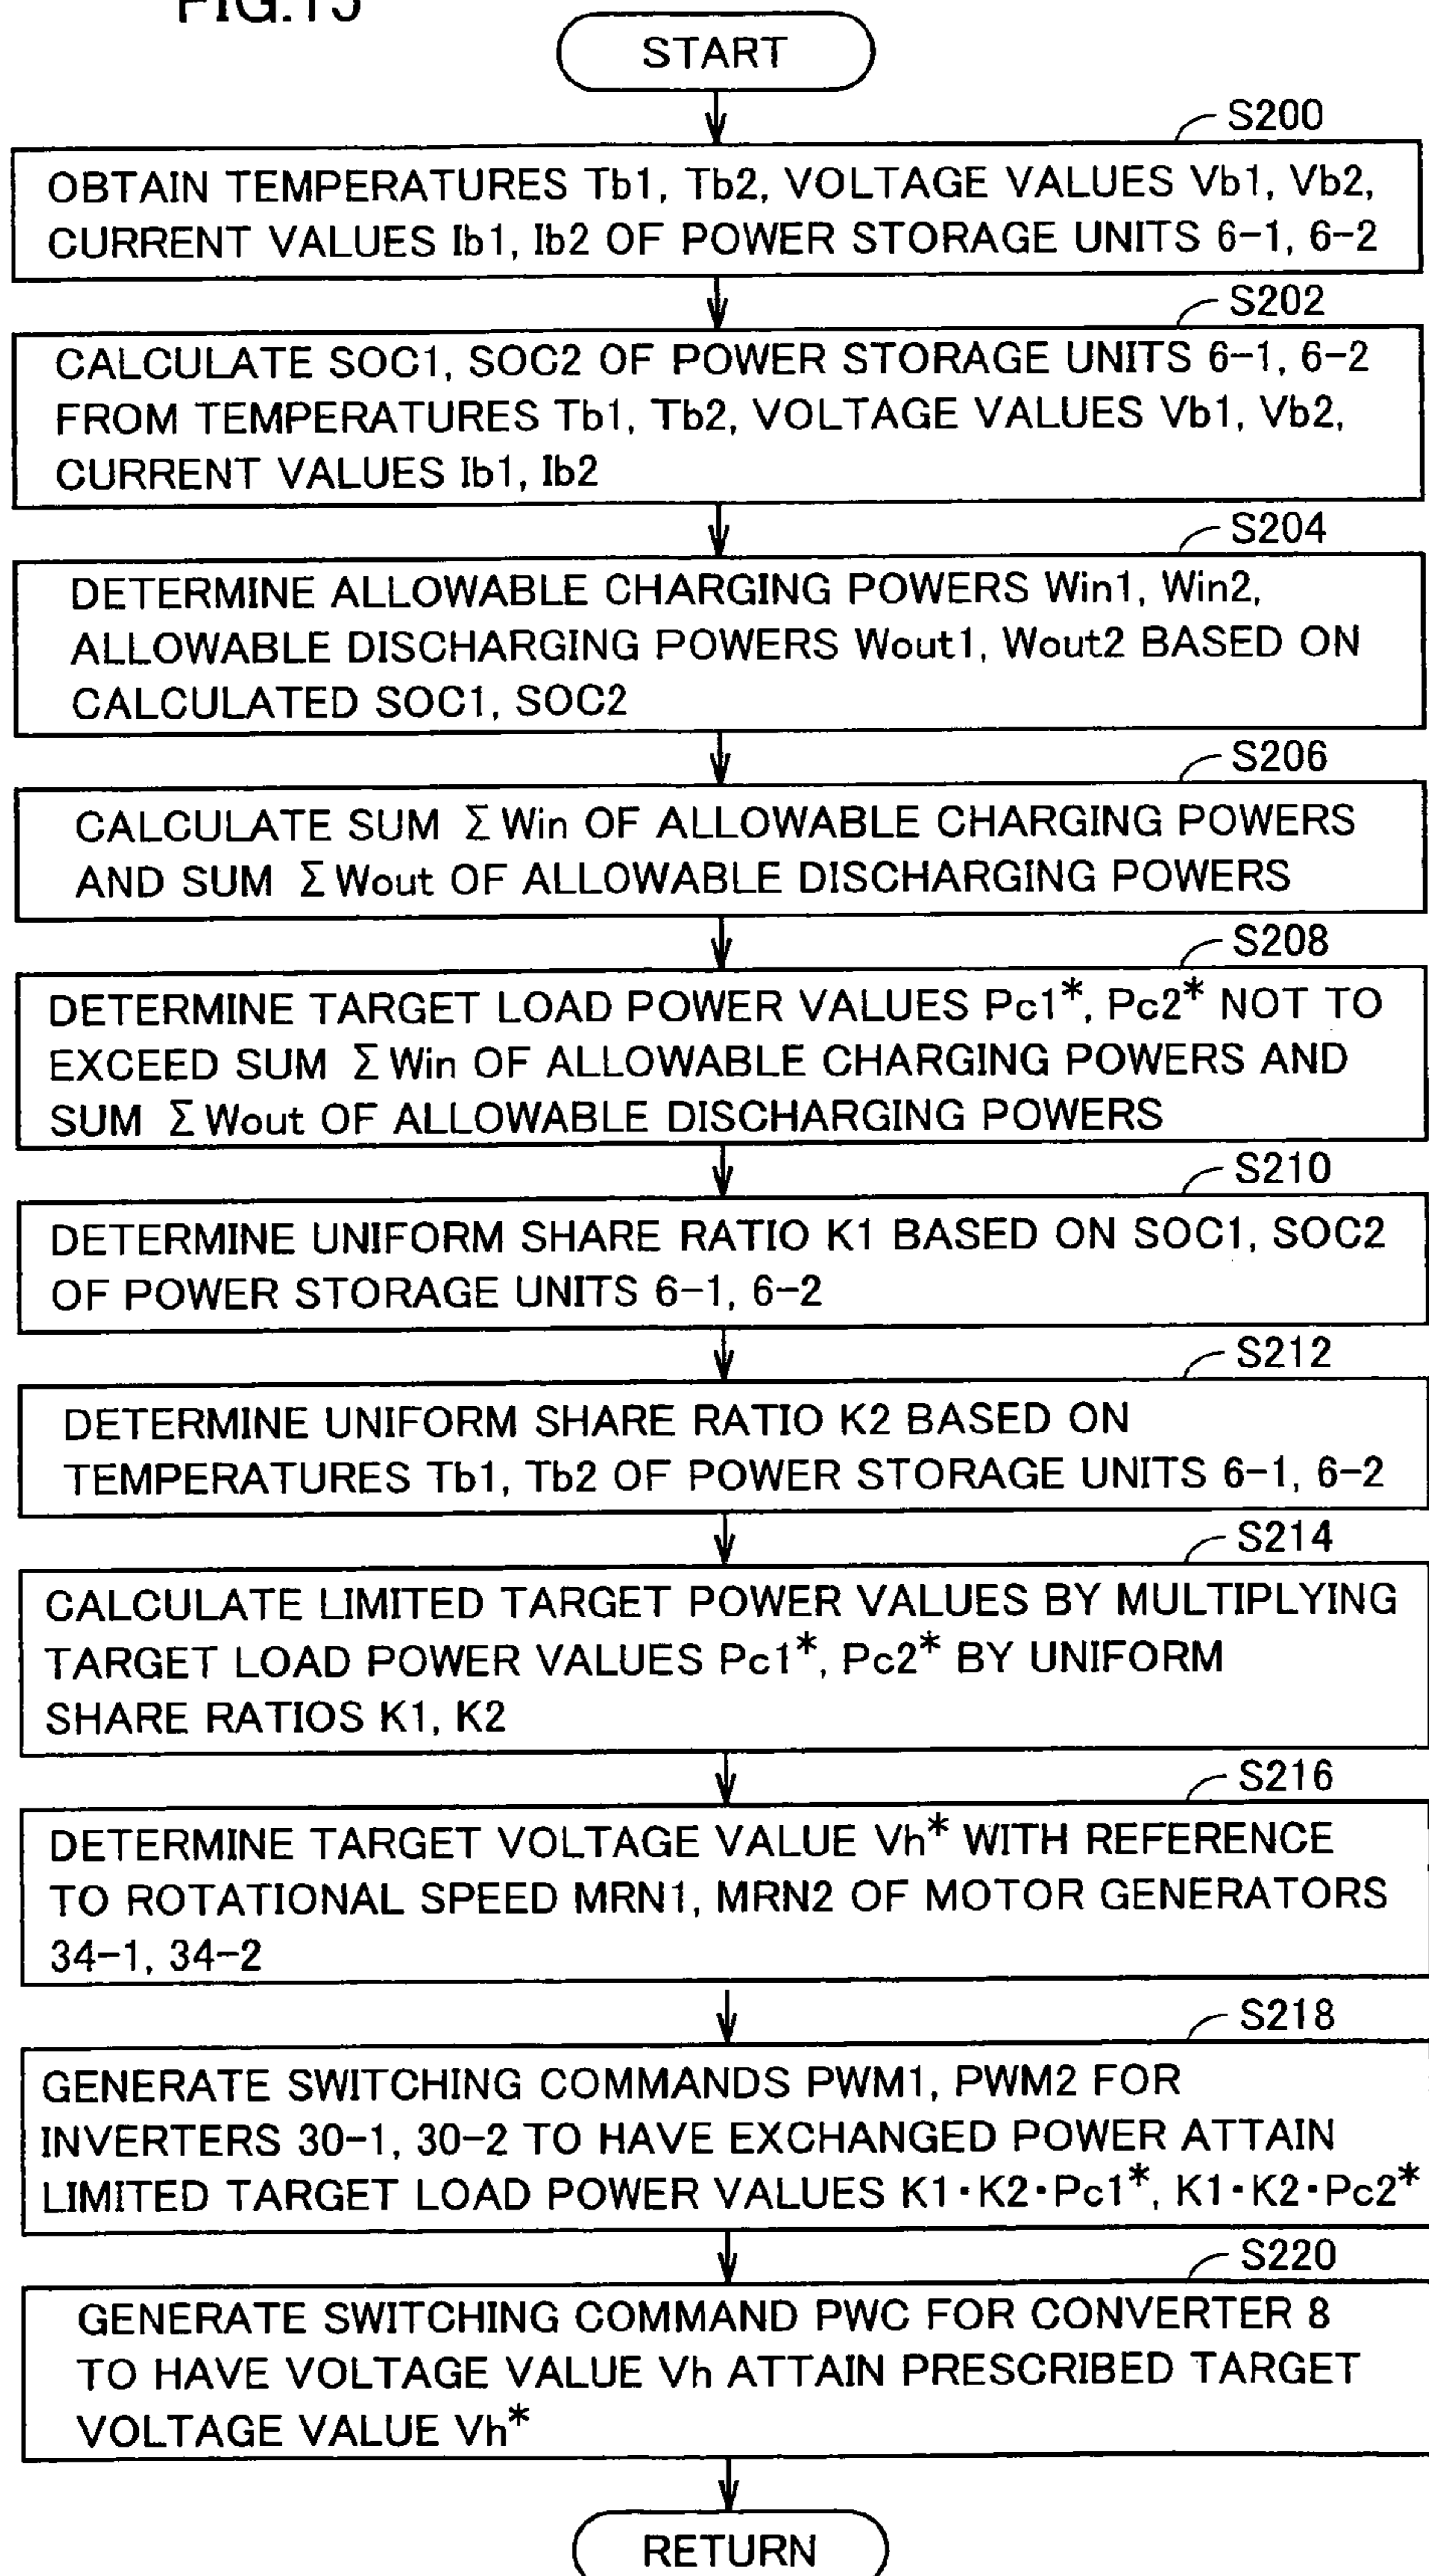 FIG.15
START
S200
OBTAIN TEMPERATURES Tb1, Tb2, VOLTAGE VALUES Vb1, Vb2,
CURRENT VALUES Ib1, Ib2 OF POWER STORAGE UNITS 6-1, 6-2
S202
CALCULATE SOC1, SOC2 OF POWER STORAGE UNITS 6-1, 6-2
FROM TEMPERATURES Tb1, Tb2, VOLTAGE VALUES Vb1, Vb2,
CURRENT VALUES Ib1, Ib2
S204
DETERMINE ALLOWABLE CHARGING POWERS Win1, Win2,
ALLOWABLE DISCHARGING POWERS Wout1, Wout2 BASED ON
CALCULATED SOC1, SOC2
S206
CALCULATE SUM ΣWin OF ALLOWABLE CHARGING POWERS
AND SUM ΣWout OF ALLOWABLE DISCHARGING POWERS
S208
DETERMINE TARGET LOAD POWER VALUES Pc1*, Pc2* NOT TO
EXCEED SUM ΣWin OF ALLOWABLE CHARGING POWERS AND
SUM ΣWout OF ALLOWABLE DISCHARGING POWERS
S210
DETERMINE UNIFORM SHARE RATIO K1 BASED ON SOC1, SOC2
OF POWER STORAGE UNITS 6-1, 6-2
S212
DETERMINE UNIFORM SHARE RATIO K2 BASED ON
TEMPERATURES Tb1, Tb2 OF POWER STORAGE UNITS 6-1, 6-2
S214
CALCULATE LIMITED TARGET POWER VALUES BY MULTIPLYING
TARGET LOAD POWER VALUES Pc1*, Pc2* BY UNIFORM
SHARE RATIOS K1, K2
S216
DETERMINE TARGET VOLTAGE VALUE Vh* WITH REFERENCE
TO ROTATIONAL SPEED MRN1, MRN2 OF MOTOR GENERATORS
34-1, 34-2
S218
GENERATE SWITCHING COMMANDS PWM1, PWM2 FOR
INVERTERS 30-1, 30-2 TO HAVE EXCHANGED POWER ATTAIN
LIMITED TARGET LOAD POWER VALUES K1・K2・Pc1*, K1・K2・Pc2*
S220
GENERATE SWITCHING COMMAND PWC FOR CONVERTER 8
TO HAVE VOLTAGE VALUE Vh ATTAIN PRESCRIBED TARGET
VOLTAGE VALUE Vh*
RETURN